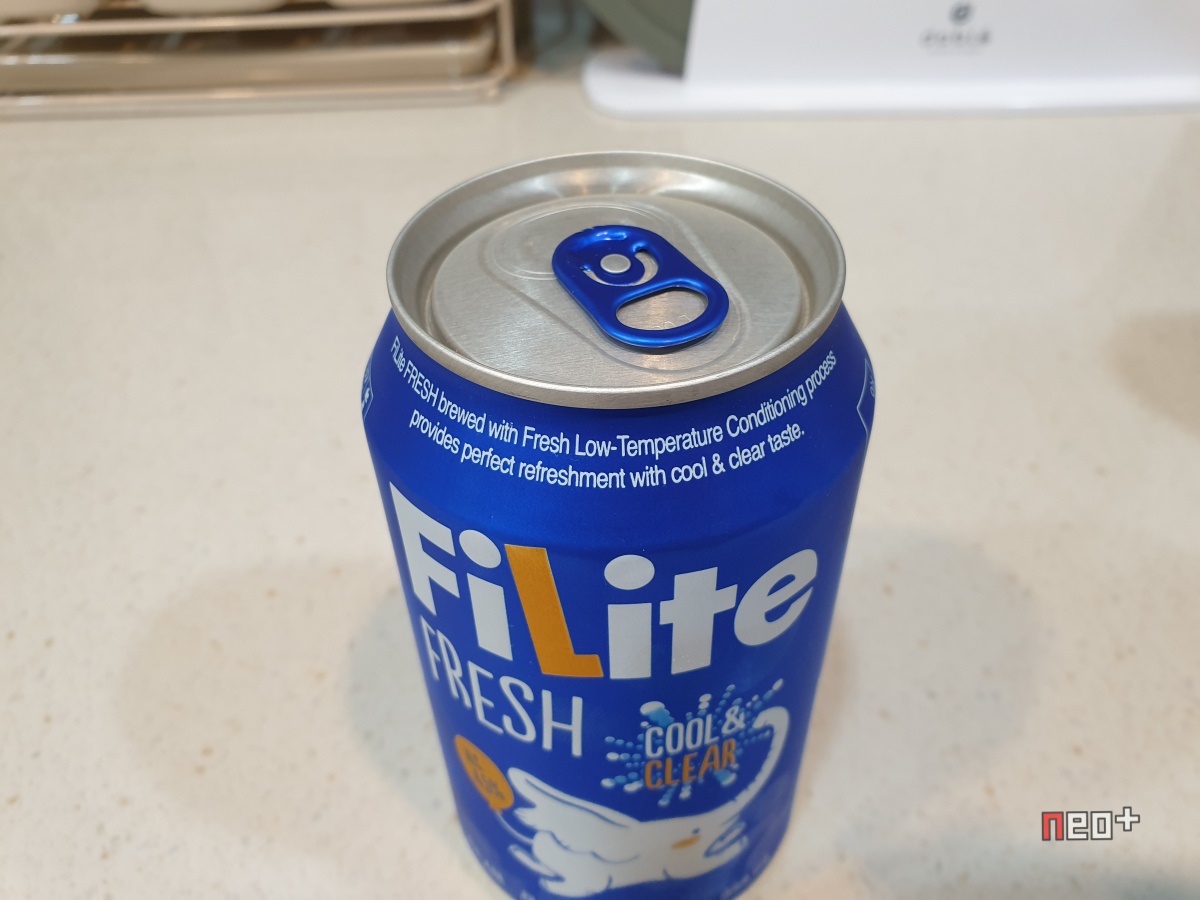 FiLite FRESH brewed with Fresh Low-Temperature Conditioning process
provides perfect refreshment with cool & clear taste.
FiLite
FRESH
COOL &
CLEAR
neo+